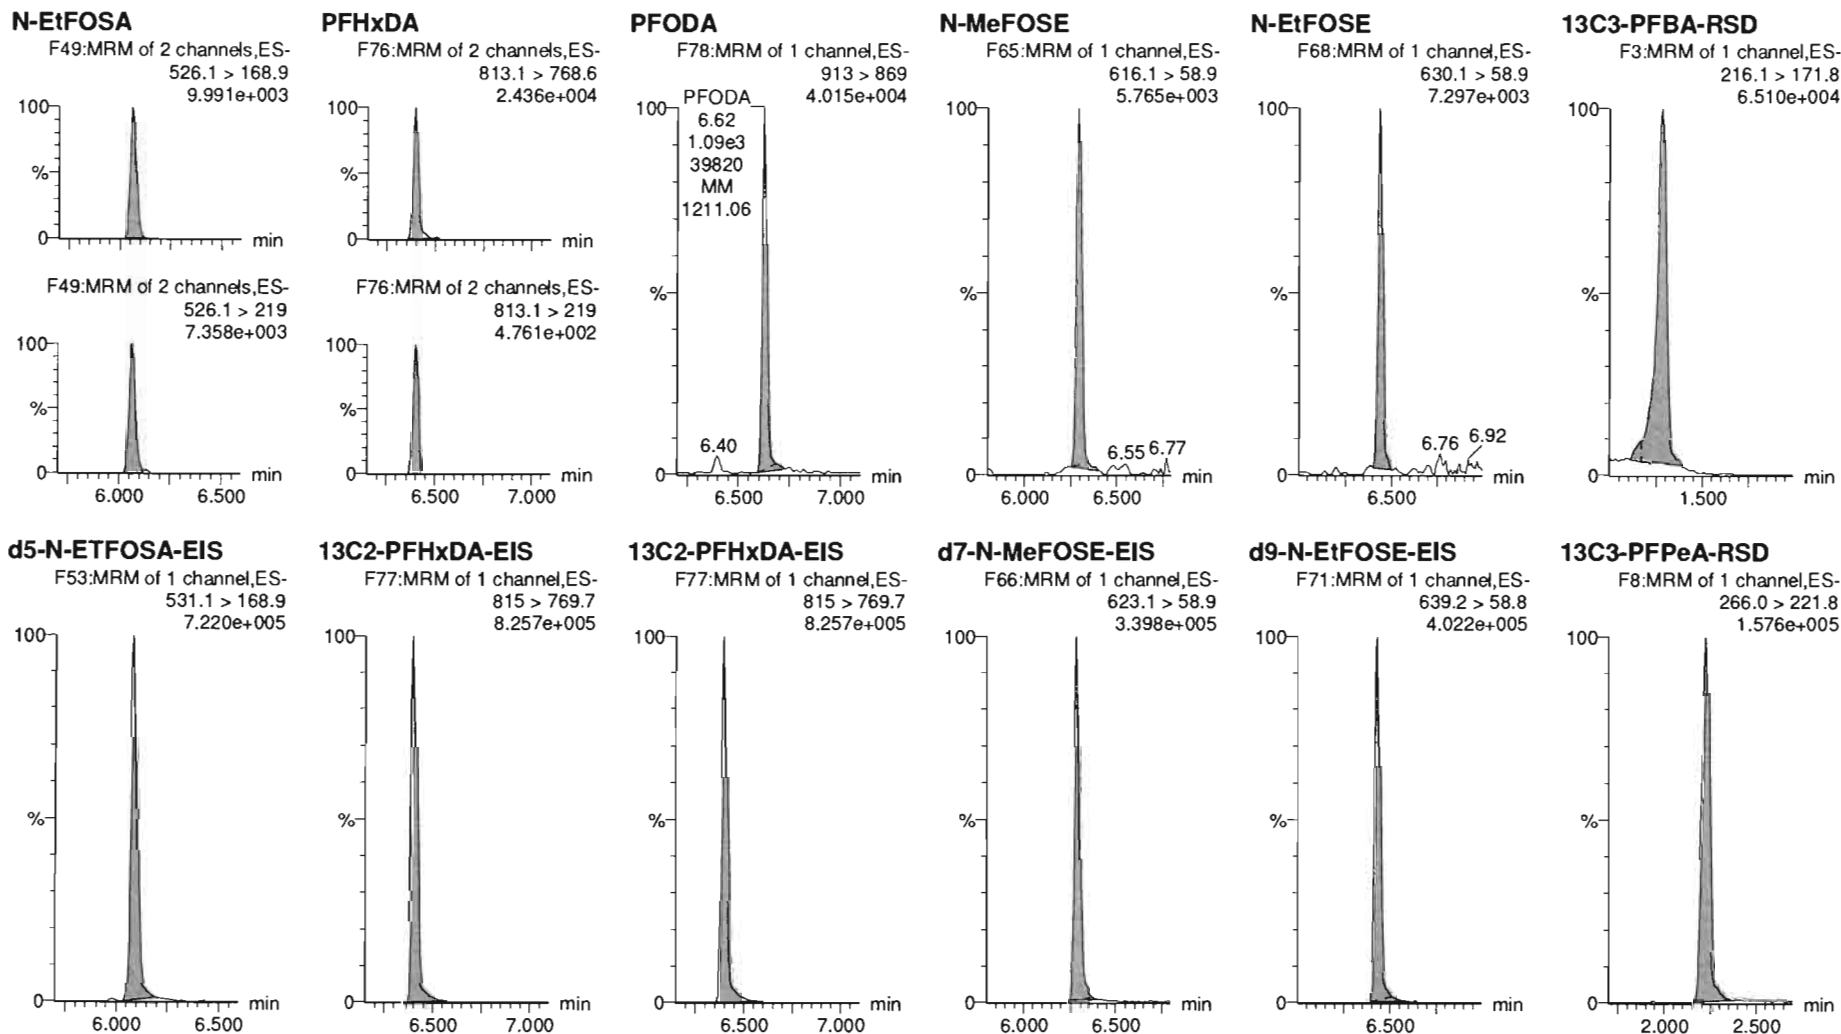 N-EtFOSA
F49:MRM of 2 channels,ES-
526.1 > 168.9
9.991e+003
100
%
0
min
F49:MRM of 2 channels,ES-
526.1 > 219
7.358e+003
100
%
0
min
6.000 6.500
PFHxDA
F76:MRM of 2 channels,ES-
813.1 > 768.6
2.436e+004
100
%
0
min
F76:MRM of 2 channels,ES-
813.1 > 219
4.761e+002
100
%
0
min
6.500 7.000
PFODA
F78:MRM of 1 channel,ES-
913 > 869
4.015e+004
100
PFODA
6.62
1.09e3
39820
MM
1211.06
%
6.40
0
min
6.500 7.000
N-MeFOSE
F65:MRM of 1 channel,ES-
616.1 > 58.9
5.765e+003
100
%
6.55 6.77
0
min
6.000 6.500
N-EtFOSE
F68:MRM of 1 channel,ES-
630.1 > 58.9
7.297e+003
100
%
6.76 6.92
0
min
6.500
13C3-PFBA-RSD
F3:MRM of 1 channel,ES-
216.1 > 171.8
6.510e+004
100
%
0
min
1.500
d5-N-ETFOSA-EIS
F53:MRM of 1 channel,ES-
531.1 > 168.9
7.220e+005
100
%
0
min
6.000 6.500
13C2-PFHxDA-EIS
F77:MRM of 1 channel,ES-
815 > 769.7
8.257e+005
100
%
0
min
6.500 7.000
13C2-PFHxDA-EIS
F77:MRM of 1 channel,ES-
815 > 769.7
8.257e+005
100
%
0
min
6.500 7.000
d7-N-MeFOSE-EIS
F66:MRM of 1 channel,ES-
623.1 > 58.9
3.398e+005
100
%
0
min
6.000 6.500
d9-N-EtFOSE-EIS
F71:MRM of 1 channel,ES-
639.2 > 58.8
4.022e+005
100
%
0
min
6.500
13C3-PFPeA-RSD
F8:MRM of 1 channel,ES-
266.0 > 221.8
1.576e+005
100
%
0
min
2.000 2.500